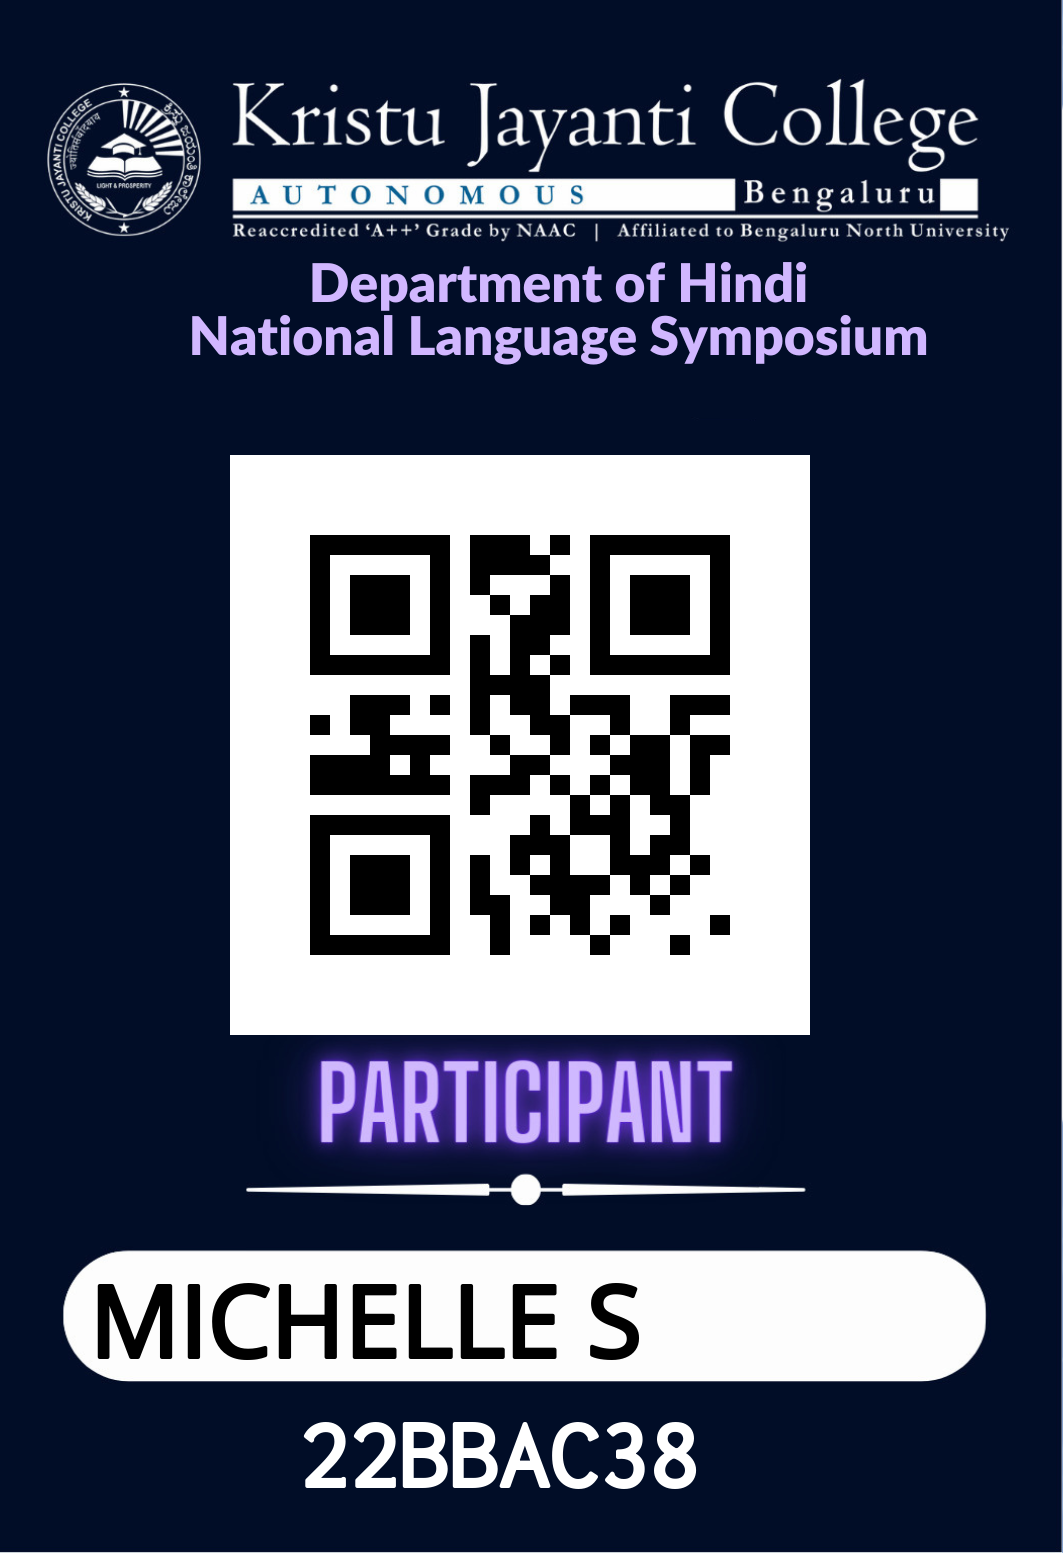 Kristu Jayanti College
AUTONOMOUS Bengaluru
Reaccredited ‘A++’ Grade by NAAC | Affiliated to Bengaluru North University
KRISTU JAYANTI COLLEGE
LIGHT & PROSPERITY
Department of Hindi
National Language Symposium
PARTICIPANT
MICHELLE S
22BBAC38